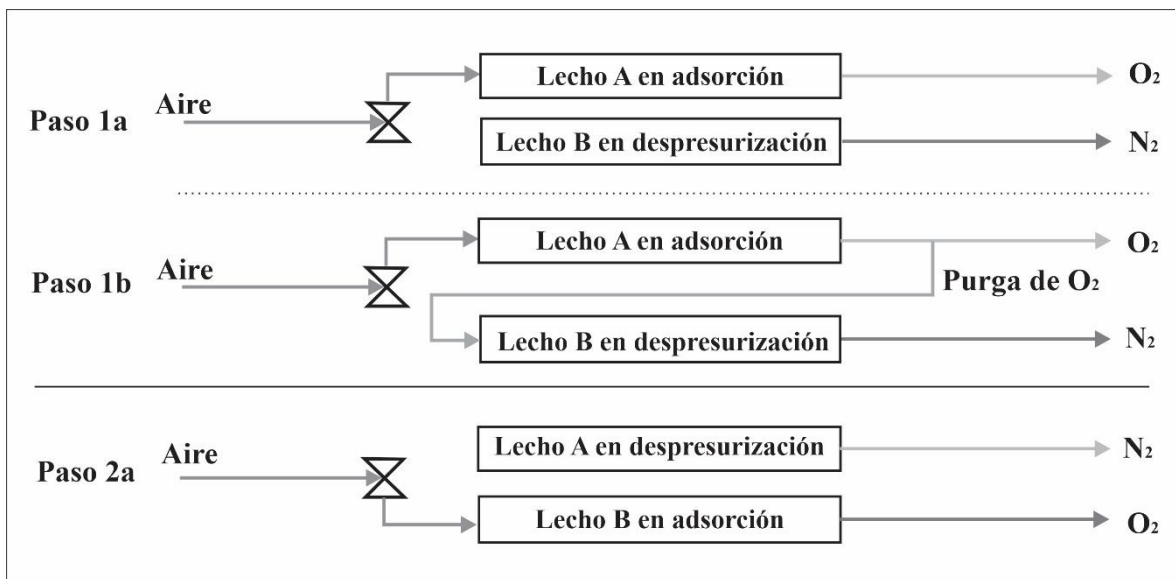 Paso 1a
Aire
Lecho A en adsorción
O₂
Lecho B en despresurización
N₂
Paso 1b
Aire
Lecho A en adsorción
O₂
Purga de O₂
Lecho B en despresurización
N₂
Paso 2a
Aire
Lecho A en despresurización
N₂
Lecho B en adsorción
O₂